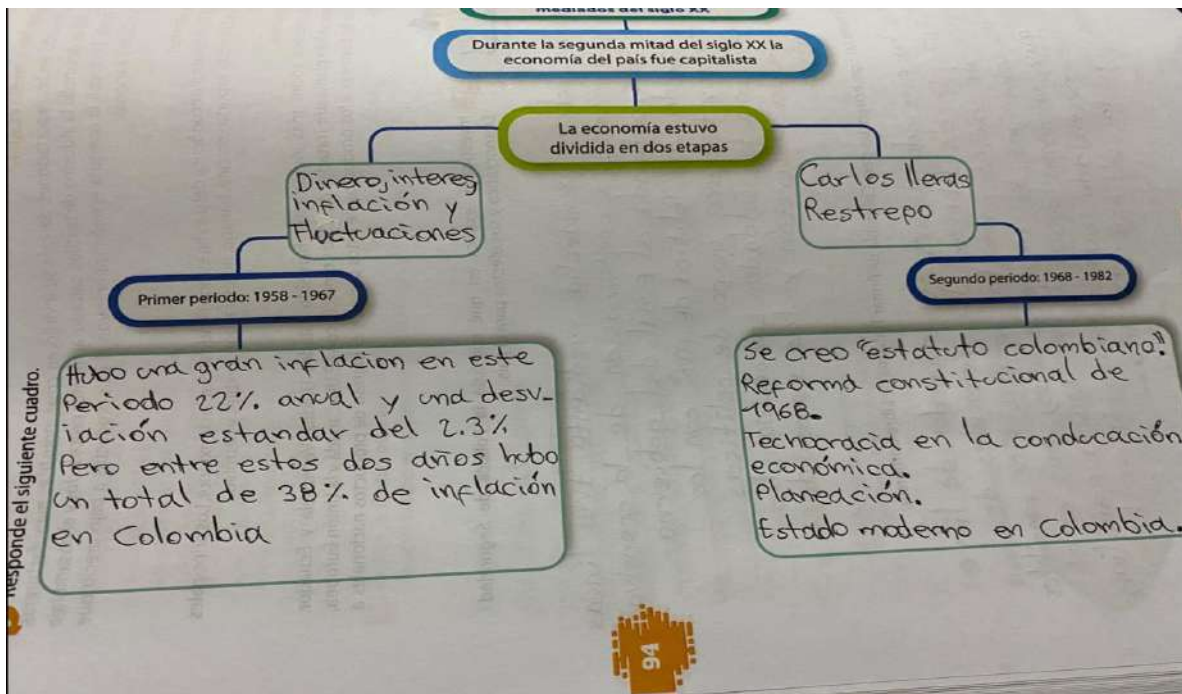 mediados del siglo XX
Durante la segunda mitad del siglo XX la
economía del país fue capitalista
La economía estuvo
dividida en dos etapas
Dinero, interes,
inflación y
Fluctuaciones
Carlos lleras
Restrepo
Primer periodo: 1958 - 1967
Segundo periodo: 1968 - 1982
Hubo una gran inflacion en este
Periodo 22% anual y una desv-
iación estandar del 2.3%
Pero entre estos dos años hubo
un total de 38% de inflación
en Colombia
Se creo "estatuto colombiano".
Reforma constitucional de
1968.
Tecnocracia en la conducación
económica.
Planeación.
Estado moderno en Colombia.
Responde el siguiente cuadro.
94